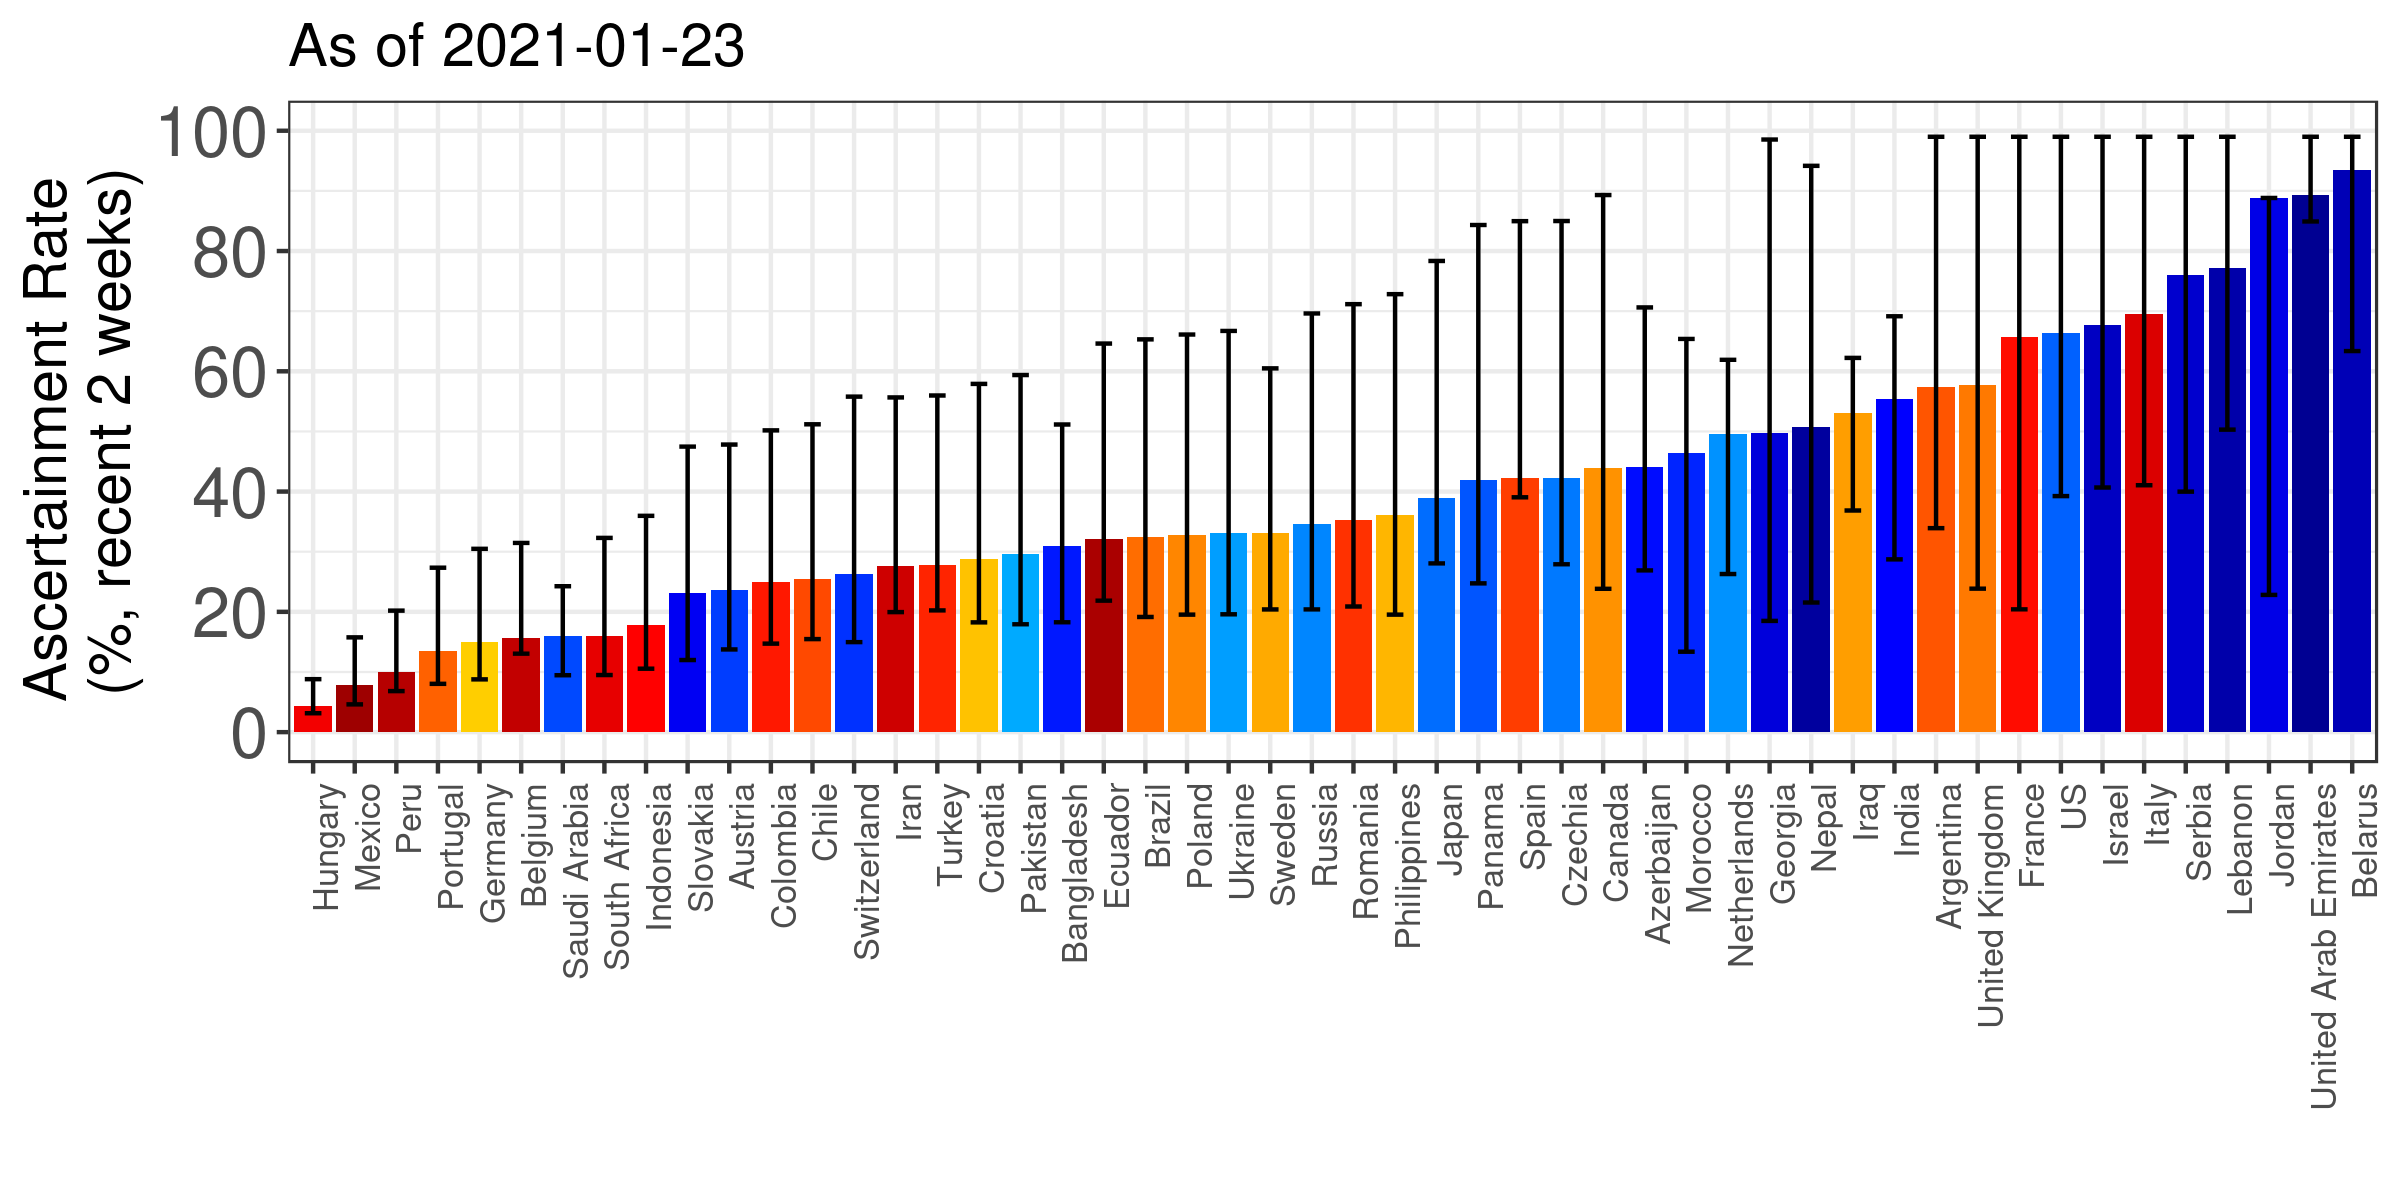 As of 2021-01-23
Ascertainment Rate
(%, recent 2 weeks)
100
80
60
40
20
0
Hungary
Mexico
Peru
Portugal
Germany
Belgium
Saudi Arabia
South Africa
Indonesia
Slovakia
Austria
Colombia
Chile
Switzerland
Iran
Turkey
Croatia
Pakistan
Bangladesh
Ecuador
Brazil
Poland
Ukraine
Sweden
Russia
Romania
Philippines
Japan
Panama
Spain
Czechia
Canada
Azerbaijan
Morocco
Netherlands
Georgia
Nepal
Iraq
India
Argentina
United Kingdom
France
US
Israel
Italy
Serbia
Lebanon
Jordan
United Arab Emirates
Belarus